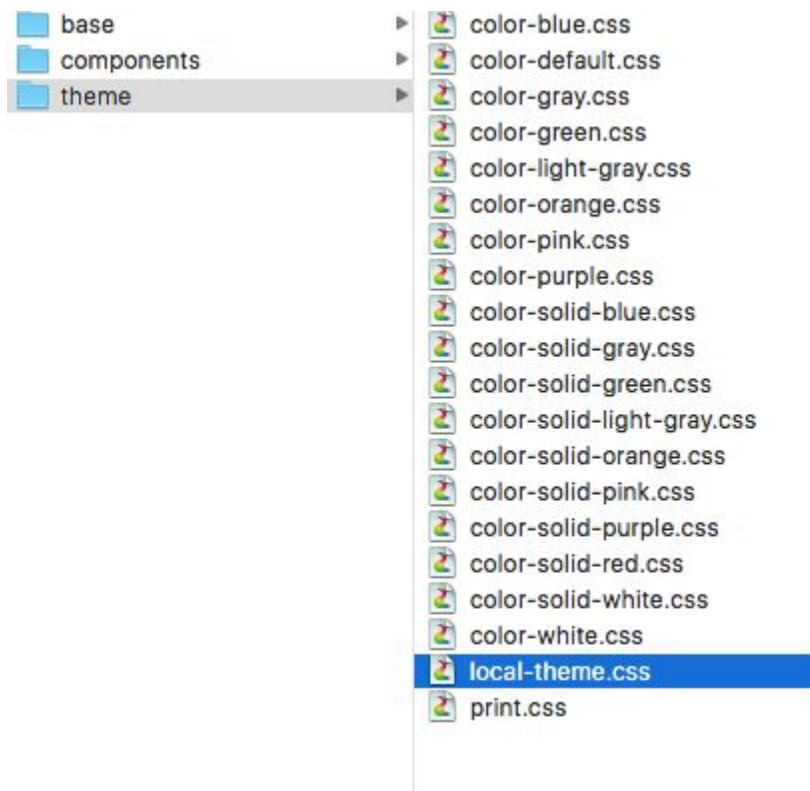 base
components
theme
color-blue.css
color-default.css
color-gray.css
color-green.css
color-light-gray.css
color-orange.css
color-pink.css
color-purple.css
color-solid-blue.css
color-solid-gray.css
color-solid-green.css
color-solid-light-gray.css
color-solid-orange.css
color-solid-pink.css
color-solid-purple.css
color-solid-red.css
color-solid-white.css
color-white.css
local-theme.css
print.css